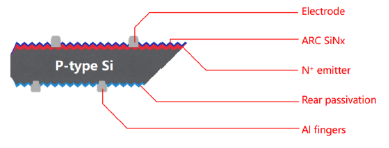 Electrode
ARC SiNx
P-type Si
N⁺ emitter
Rear passivation
Al fingers